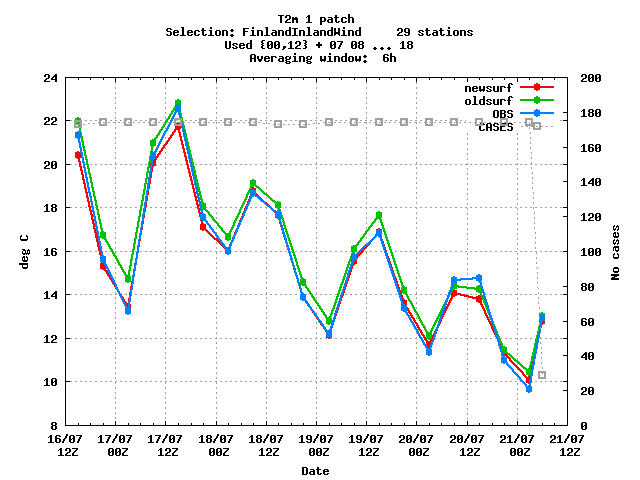 T2m 1 patch
Selection: FinlandInlandWind 29 stations
Used {00,12} + 07 08 ... 18
Averaging window: 6h
newsurf
oldsurf
OBS
CASES
deg C
24
22
20
18
16
14
12
10
8
No cases
200
180
160
140
120
100
80
60
40
20
0
16/07 17/07 17/07 18/07 18/07 19/07 19/07 20/07 20/07 21/07 21/07
12Z 00Z 12Z 00Z 12Z 00Z 12Z 00Z 12Z 00Z 12Z
Date